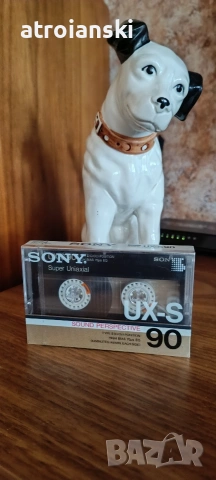 atroianski
SONY
SONY
Super Uniaxial
UX-S
SOUND PERSPECTIVE
90
BAZAR